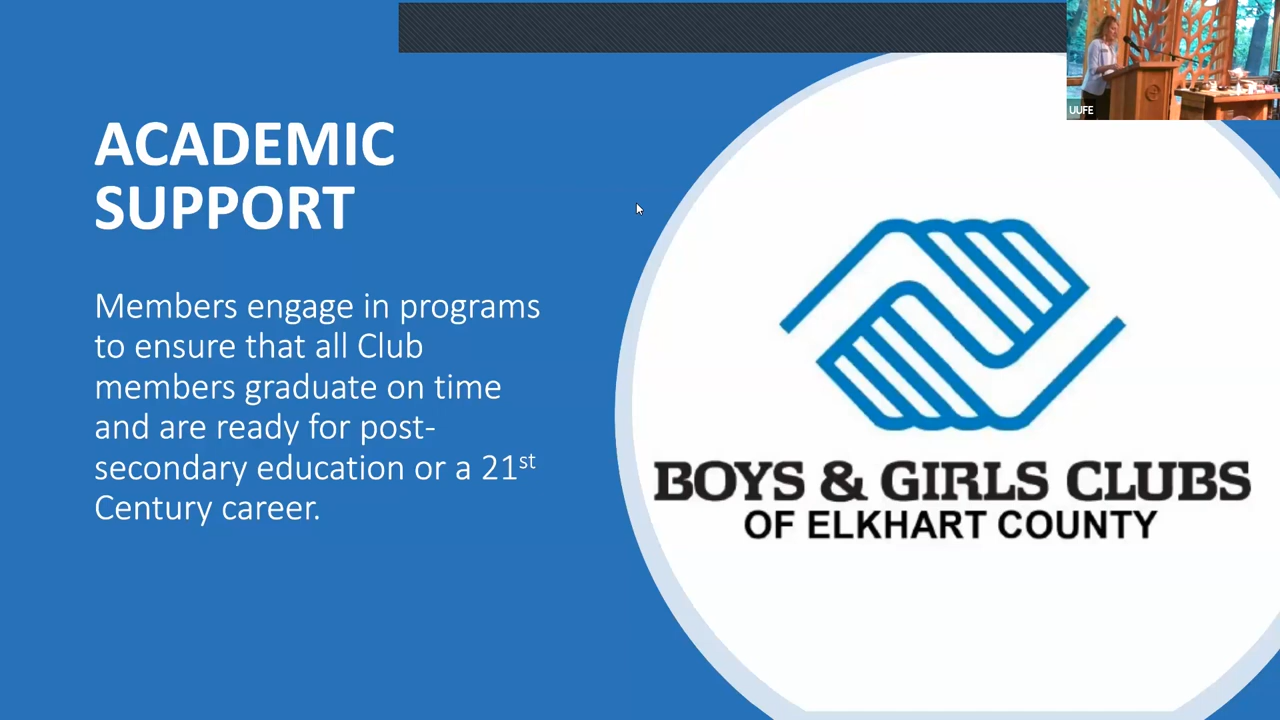 ACADEMIC
SUPPORT
Members engage in programs
to ensure that all Club
members graduate on time
and are ready for post-
secondary education or a 21st
Century career.
BOYS & GIRLS CLUBS
OF ELKHART COUNTY
UUFE